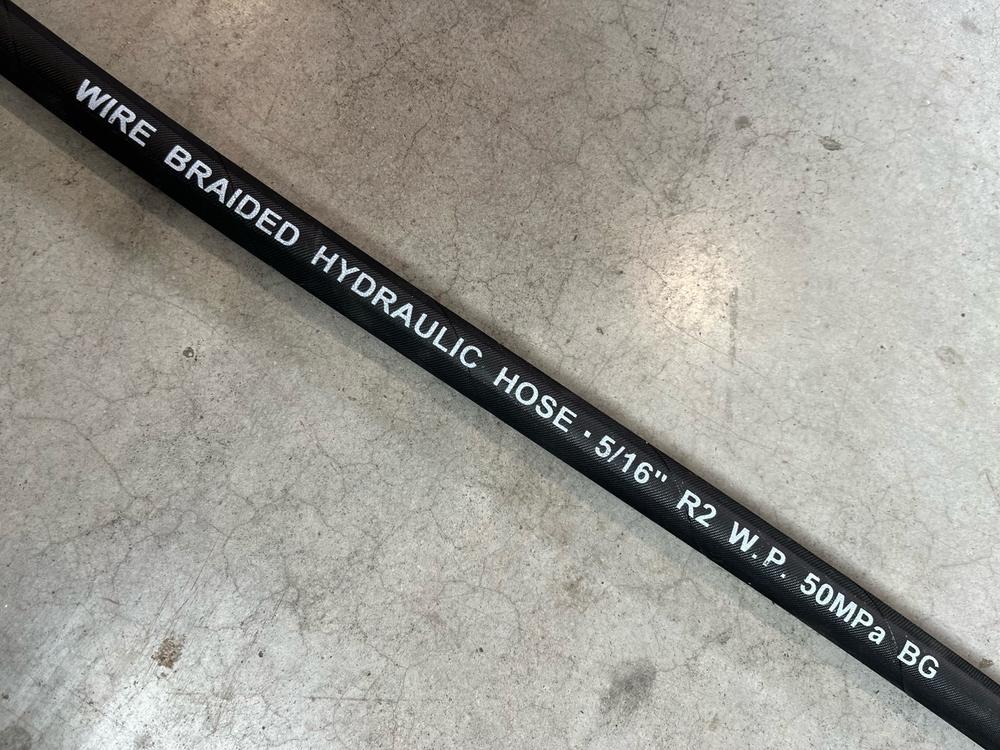 WIRE BRAIDED HYDRAULIC HOSE · 5/16" R2 W.P. 50MPa BG